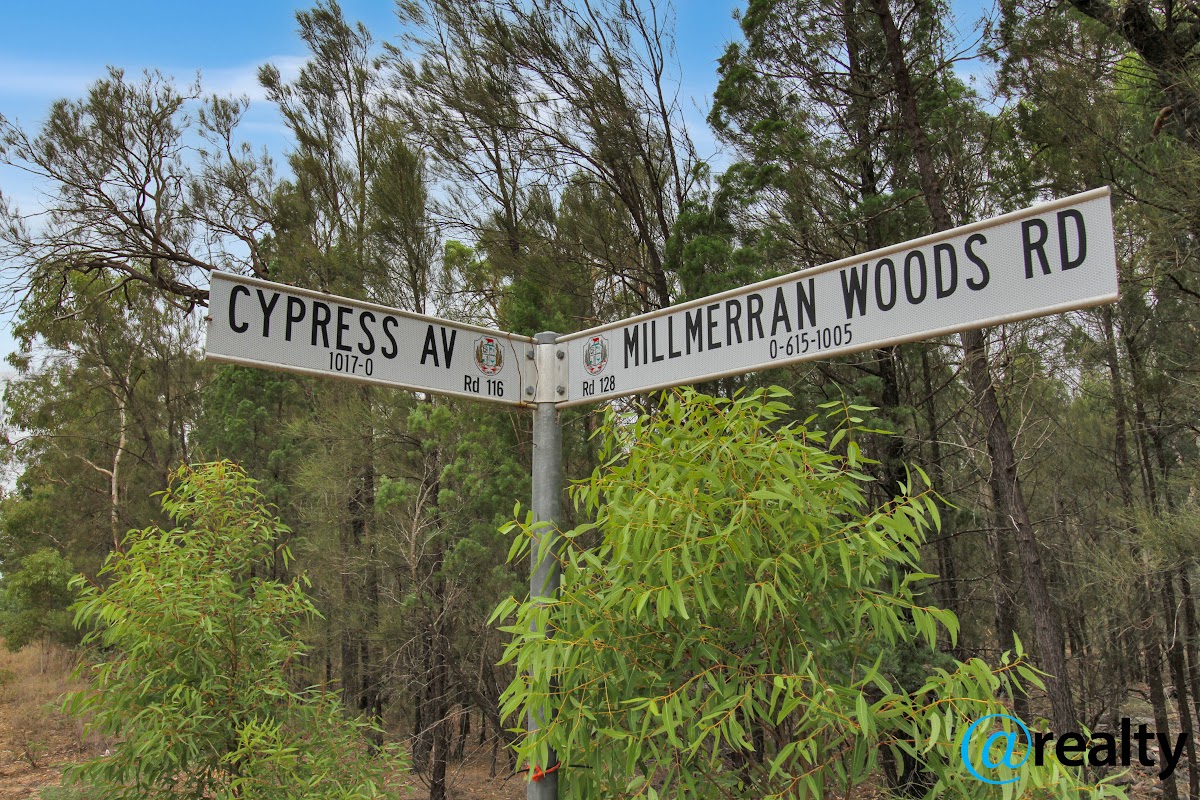 CYPRESS AV
1017-0
Rd 116
MILLMERRAN WOODS RD
0-615-1005
Rd 128
@realty